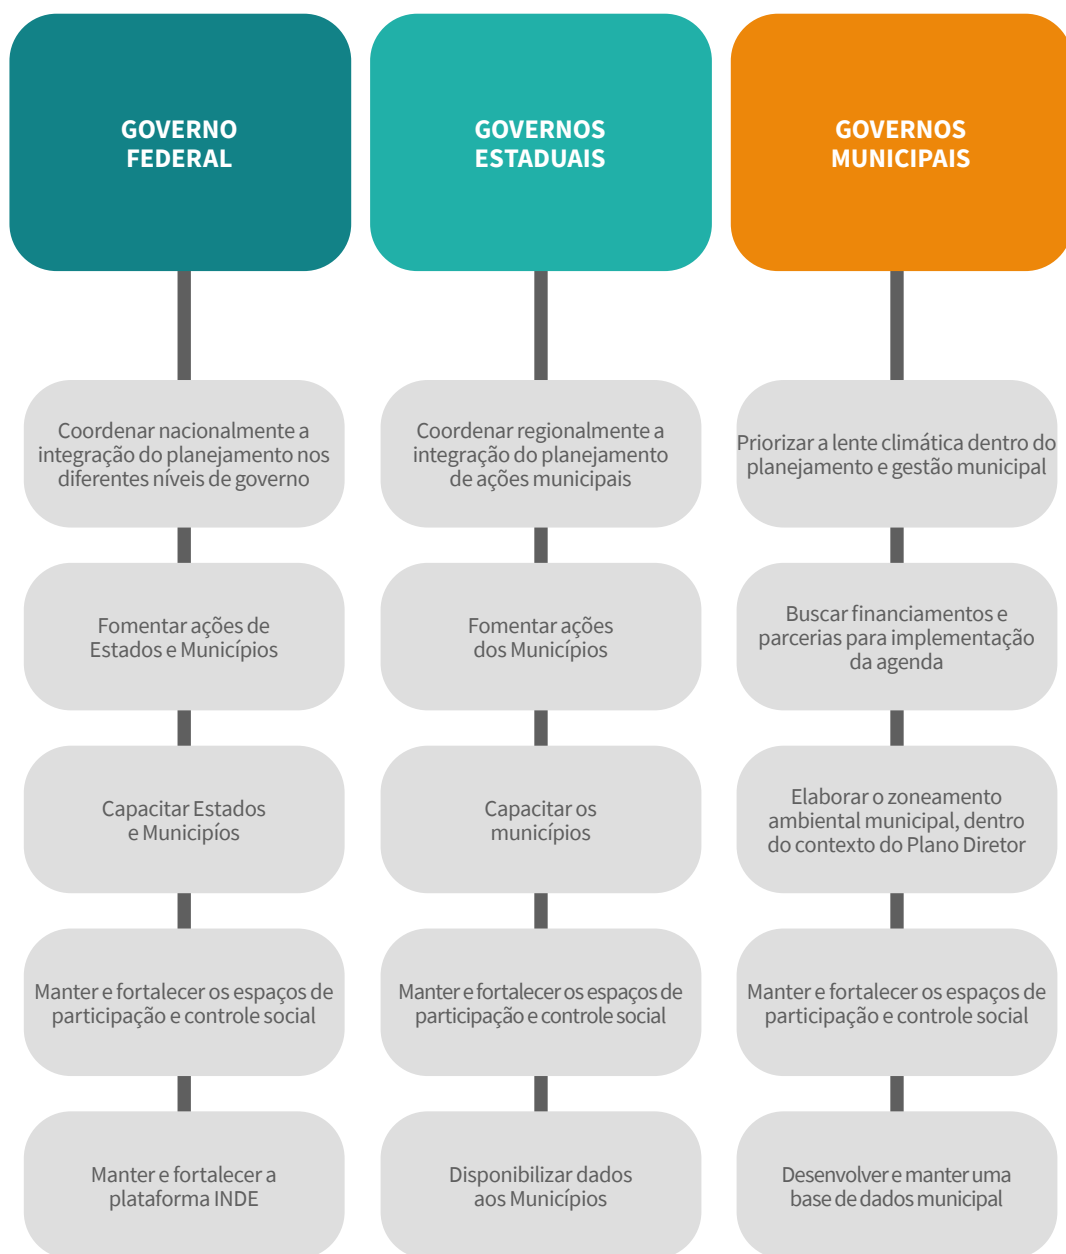 GOVERNO
FEDERAL
Coordenar nacionalmente a
integração do planejamento nos
diferentes níveis de governo
Fomentar ações de
Estados e Municípios
Capacitar Estados
e Municipíos
Manter e fortalecer os espaços de
participação e controle social
Manter e fortalecer a
plataforma INDE
GOVERNOS
ESTADUAIS
Coordenar regionalmente a
integração do planejamento
de ações municipais
Fomentar ações
dos Municípios
Capacitar os
municípios
Manter e fortalecer os espaços de
participação e controle social
Disponibilizar dados
aos Municípios
GOVERNOS
MUNICIPAIS
Priorizar a lente climática dentro do
planejamento e gestão municipal
Buscar financiamentos e
parcerias para implementação
da agenda
Elaborar o zoneamento
ambiental municipal, dentro
do contexto do Plano Diretor
Manter e fortalecer os espaços de
participação e controle social
Desenvolver e manter uma
base de dados municipal